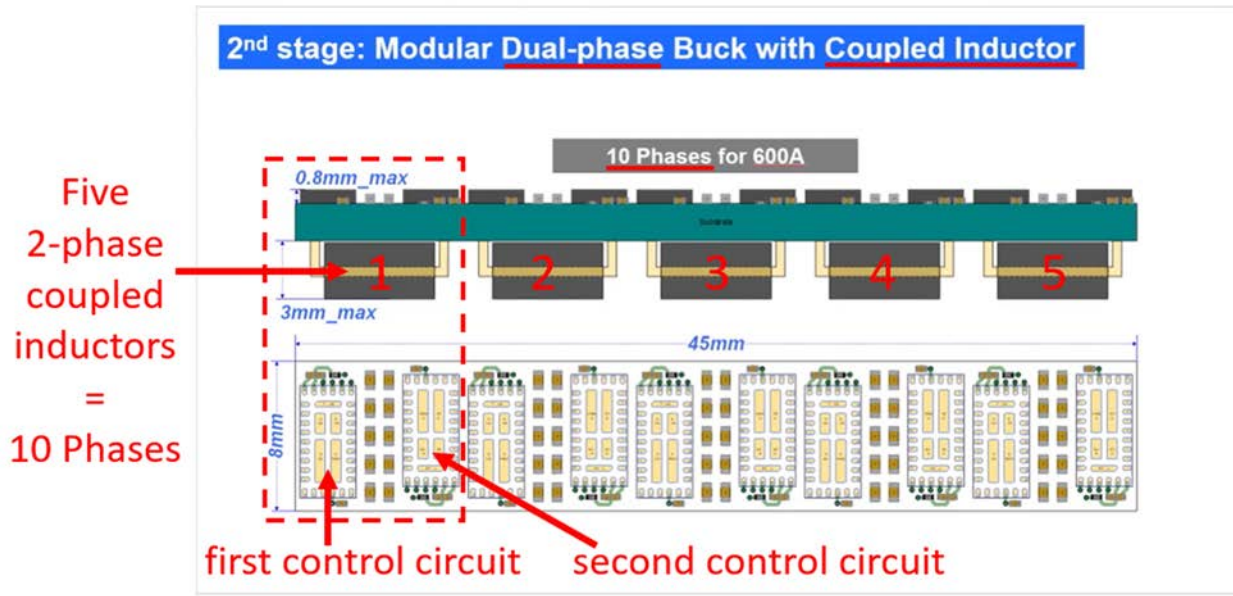 2nd stage: Modular Dual-phase Buck with Coupled Inductor
10 Phases for 600A
0.8mm_max
Five
2-phase
coupled
inductors
=
10 Phases
1 2 3 4 5
3mm_max
45mm
8mm
first control circuit
second control circuit